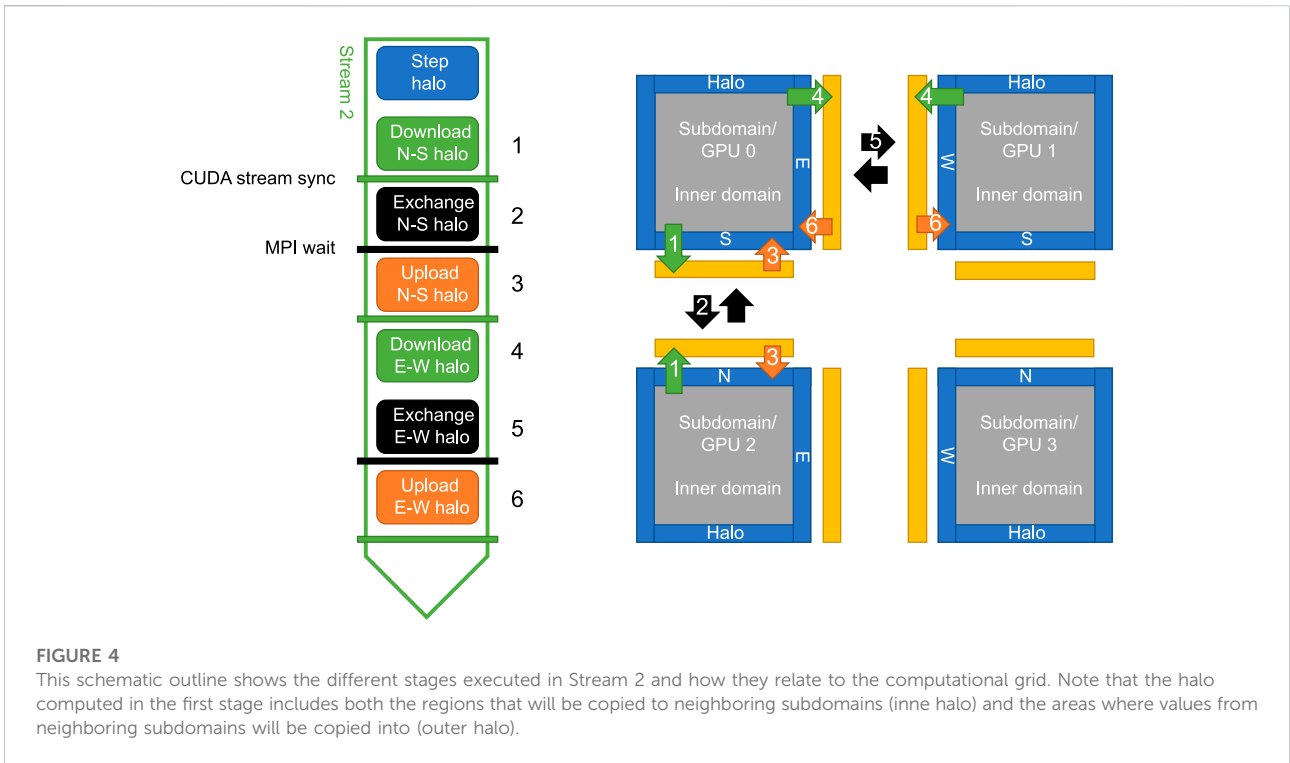 Stream 2
Step
halo
Download
N-S halo
1
CUDA stream sync
Exchange
N-S halo
2
MPI wait
Upload
N-S halo
3
Download
E-W halo
4
Exchange
E-W halo
5
Upload
E-W halo
6
Halo
4
Subdomain/
GPU 0
E
Inner domain
6
S
1
3
5
Halo
4
Subdomain/
GPU 1
W
Inner domain
6
S
2
1
3
N
Subdomain/
GPU 2
E
Inner domain
Halo
N
Subdomain/
GPU 3
W
Inner domain
Halo
FIGURE 4
This schematic outline shows the different stages executed in Stream 2 and how they relate to the computational grid. Note that the halo
computed in the first stage includes both the regions that will be copied to neighboring subdomains (inne halo) and the areas where values from
neighboring subdomains will be copied into (outer halo).